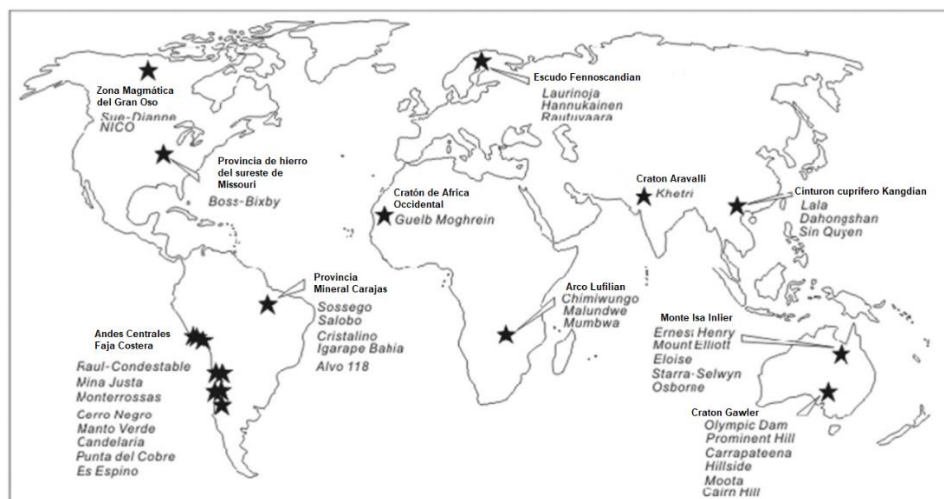 Zona Magmática
del Gran Oso
Sue-Dianne
NICO
Provincia de hierro
del sureste de
Missouri
Boss-Bixby
Escudo Fennoscandian
Laurinoja
Hannukainen
Rautuvaara
Cratón de Africa
Occidental
Guelb Moghrein
Craton Aravalli
Khetri
Cinturon cuprífero Kangdian
Lala
Dahongshan
Sin Quyen
Provincia
Mineral Carajas
Sossego
Salobo
Cristalino
Igarape Bahia
Alvo 118
Arco Lufilian
Chimiwungo
Malundwe
Mumbwa
Andes Centrales
Faja Costera
Raul-Condestable
Mina Justa
Monterrossas
Cerro Negro
Manto Verde
Candelaria
Punta del Cobre
Es Espino
Monte Isa Inlier
Ernest Henry
Mount Elliott
Eloise
Starra-Selwyn
Osborne
Craton Gawler
Olympic Dam
Prominent Hill
Carrapateena
Hillside
Moota
Cairn Hill